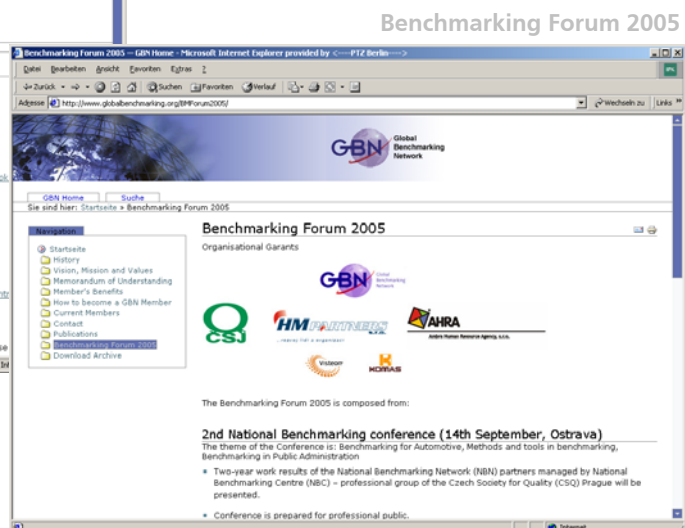 Benchmarking Forum 2005
Benchmarking Forum 2005 -- GBN Home - Microsoft Internet Explorer provided by <----PTZ Berlin---->
Datei Bearbeiten Ansicht Favoriten Extras ?
Zurück Suchen Favoriten Verlauf
Adresse http://www.globalbenchmarking.org/BMForum2005/ Wechseln zu Links »
GBN Global
Benchmarking
Network
GBN Home Suche
Sie sind hier: Startseite » Benchmarking Forum 2005
Navigation
Startseite
History
Vision, Mission and Values
Memorandum of Understanding
Member's Benefits
How to become a GBN Member
Current Members
Contact
Publications
Benchmarking Forum 2005
Download Archive
Benchmarking Forum 2005
Organisational Garants
GBN Global
Benchmarking
Network
CSJ
HM PARTNERS
s.r.o.
AHRA
Ambra Human Resource Agency, s.r.o.
Visteon
KOMAS
The Benchmarking Forum 2005 is composed from:
2nd National Benchmarking conference (14th September, Ostrava)
The theme of the Conference is: Benchmarking for Automotive, Methods and tools in benchmarking,
Benchmarking in Public Administration
Two-year work results of the National Benchmarking Network (NBN) partners managed by National
Benchmarking Centre (NBC) – professional group of the Czech Society for Quality (CSQ) Prague will be
presented.
Conference is prepared for professional public.
Internet